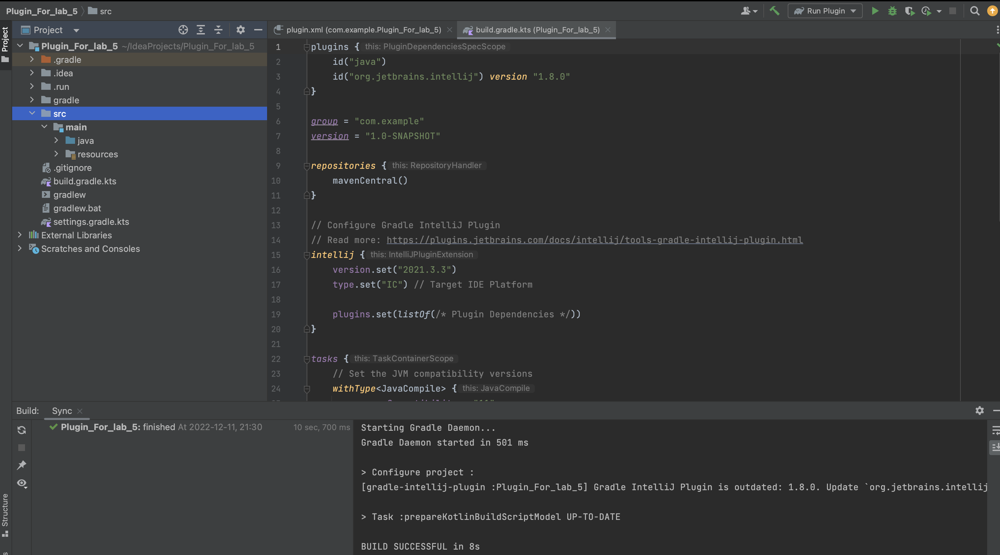 Plugin_For_lab_5 src
Run Plugin
Project
Project
plugin.xml (com.example.Plugin_For_lab_5)
build.gradle.kts (Plugin_For_lab_5)
Plugin_For_lab_5 ~/IdeaProjects/Plugin_For_lab_5
.gradle
.idea
.run
gradle
src
main
java
resources
.gitignore
build.gradle.kts
gradlew
gradlew.bat
settings.gradle.kts
External Libraries
Scratches and Consoles
1 plugins { this: PluginDependenciesSpecScope
2 id("java")
3 id("org.jetbrains.intellij") version "1.8.0"
4 }
5
6 group = "com.example"
7 version = "1.0-SNAPSHOT"
8
9 repositories { this: RepositoryHandler
10 mavenCentral()
11 }
12
13 // Configure Gradle IntelliJ Plugin
14 // Read more: https://plugins.jetbrains.com/docs/intellij/tools-gradle-intellij-plugin.html
15 intellij { this: IntelliJPluginExtension
16 version.set("2021.3.3")
17 type.set("IC") // Target IDE Platform
18
19 plugins.set(listOf(/* Plugin Dependencies */))
20 }
21
22 tasks { this: TaskContainerScope
23 // Set the JVM compatibility versions
24 withType<JavaCompile> { this: JavaCompile
Build: Sync
Plugin_For_lab_5: finished At 2022-12-11, 21:30 10 sec, 700 ms
Starting Gradle Daemon...
Gradle Daemon started in 501 ms
> Configure project :
[gradle-intellij-plugin :Plugin_For_lab_5] Gradle IntelliJ Plugin is outdated: 1.8.0. Update `org.jetbrains.intellij
> Task :prepareKotlinBuildScriptModel UP-TO-DATE
BUILD SUCCESSFUL in 8s
Structure